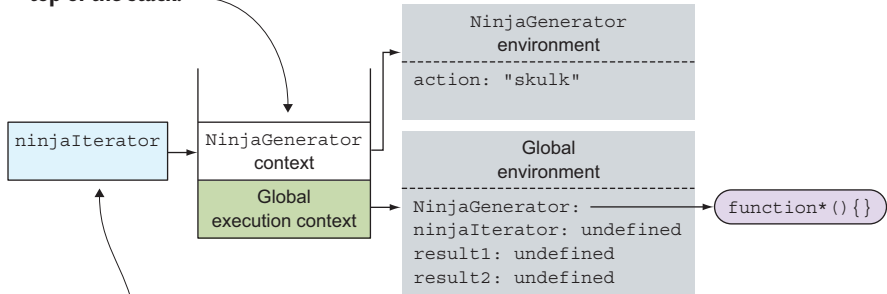 top of the stack.
NinjaGenerator
environment
action: "skulk"
ninjaIterator
NinjaGenerator
context
Global
execution context
Global
environment
NinjaGenerator:
ninjaIterator: undefined
result1: undefined
result2: undefined
function*(){}